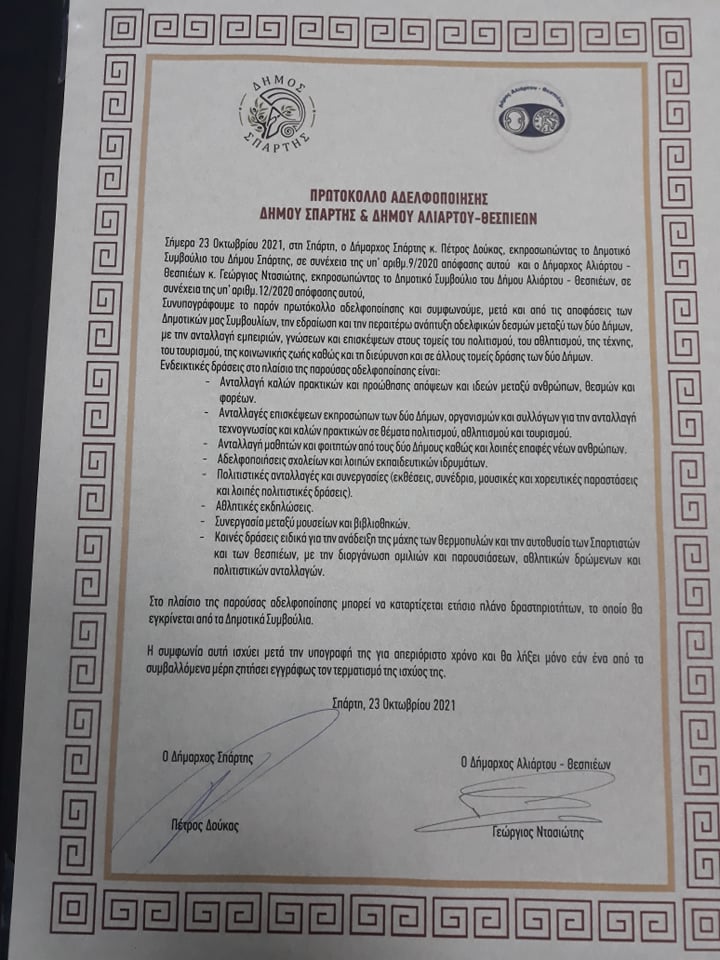 ΔΗΜΟΣ
ΣΠΑΡΤΗΣ
Δήμος Αλιάρτου - Θεσπιέων
ΠΡΩΤΟΚΟΛΛΟ ΑΔΕΛΦΟΠΟΙΗΣΗΣ
ΔΗΜΟΥ ΣΠΑΡΤΗΣ & ΔΗΜΟΥ ΑΛΙΑΡΤΟΥ-ΘΕΣΠΙΕΩΝ
Σήμερα 23 Οκτωβρίου 2021, στη Σπάρτη, ο Δήμαρχος Σπάρτης κ. Πέτρος Δούκας, εκπροσωπώντας το Δημοτικό
Συμβούλιο του Δήμου Σπάρτης, σε συνέχεια της υπ' αριθμ.9/2020 απόφασης αυτού και ο Δήμαρχος Αλιάρτου -
Θεσπιέων κ. Γεώργιος Ντασιώτης, εκπροσωπώντας το Δημοτικό Συμβούλιο του Δήμου Αλιάρτου - Θεσπιέων, σε
συνέχεια της υπ' αριθμ.12/2020 απόφασης αυτού,
Συνυπογράφουμε το παρόν πρωτόκολλο αδελφοποίησης και συμφωνούμε, μετά και από τις αποφάσεις των
Δημοτικών μας Συμβουλίων, την εδραίωση και την περαιτέρω ανάπτυξη αδελφικών δεσμών μεταξύ των δύο Δήμων,
με την ανταλλαγή εμπειριών, γνώσεων και επισκέψεων στους τομείς του πολιτισμού, του αθλητισμού, της τέχνης,
του τουρισμού, της κοινωνικής ζωής καθώς και τη διεύρυνση και σε άλλους τομείς δράσης των δύο Δήμων.
Ενδεικτικές δράσεις στο πλαίσιο της παρούσας αδελφοποίησης είναι:
- Ανταλλαγή καλών πρακτικών και προώθησης απόψεων και ιδεών μεταξύ ανθρώπων, θεσμών και
φορέων.
- Ανταλλαγές επισκέψεων εκπροσώπων των δύο Δήμων, οργανισμών και συλλόγων για την ανταλλαγή
τεχνογνωσίας και καλών πρακτικών σε θέματα πολιτισμού, αθλητισμού και τουρισμού.
- Ανταλλαγή μαθητών και φοιτητών από τους δύο Δήμους καθώς και λοιπές επαφές νέων ανθρώπων.
- Αδελφοποιήσεις σχολείων και λοιπών εκπαιδευτικών ιδρυμάτων.
- Πολιτιστικές ανταλλαγές και συνεργασίες (εκθέσεις, συνέδρια, μουσικές και χορευτικές παραστάσεις
και λοιπές πολιτιστικές δράσεις).
- Αθλητικές εκδηλώσεις.
- Συνεργασία μεταξύ μουσείων και βιβλιοθηκών.
- Κοινές δράσεις ειδικά για την ανάδειξη της μάχης των Θερμοπυλών και την αυτοθυσία των Σπαρτιατών
και των Θεσπιέων, με την διοργάνωση ομιλιών και παρουσιάσεων, αθλητικών δρώμενων και
πολιτιστικών ανταλλαγών.
Στο πλαίσιο της παρούσας αδελφοποίησης μπορεί να καταρτίζεται ετήσιο πλάνο δραστηριοτήτων, το οποίο θα
εγκρίνεται από τα Δημοτικά Συμβούλια.
Η συμφωνία αυτή ισχύει μετά την υπογραφή της για απεριόριστο χρόνο και θα λήξει μόνο εάν ένα από τα
συμβαλλόμενα μέρη ζητήσει εγγράφως τον τερματισμό της ισχύος της.
Σπάρτη, 23 Οκτωβρίου 2021
Ο Δήμαρχος Σπάρτης
Ο Δήμαρχος Αλιάρτου - Θεσπιέων
Πέτρος Δούκας
Γεώργιος Ντασιώτης